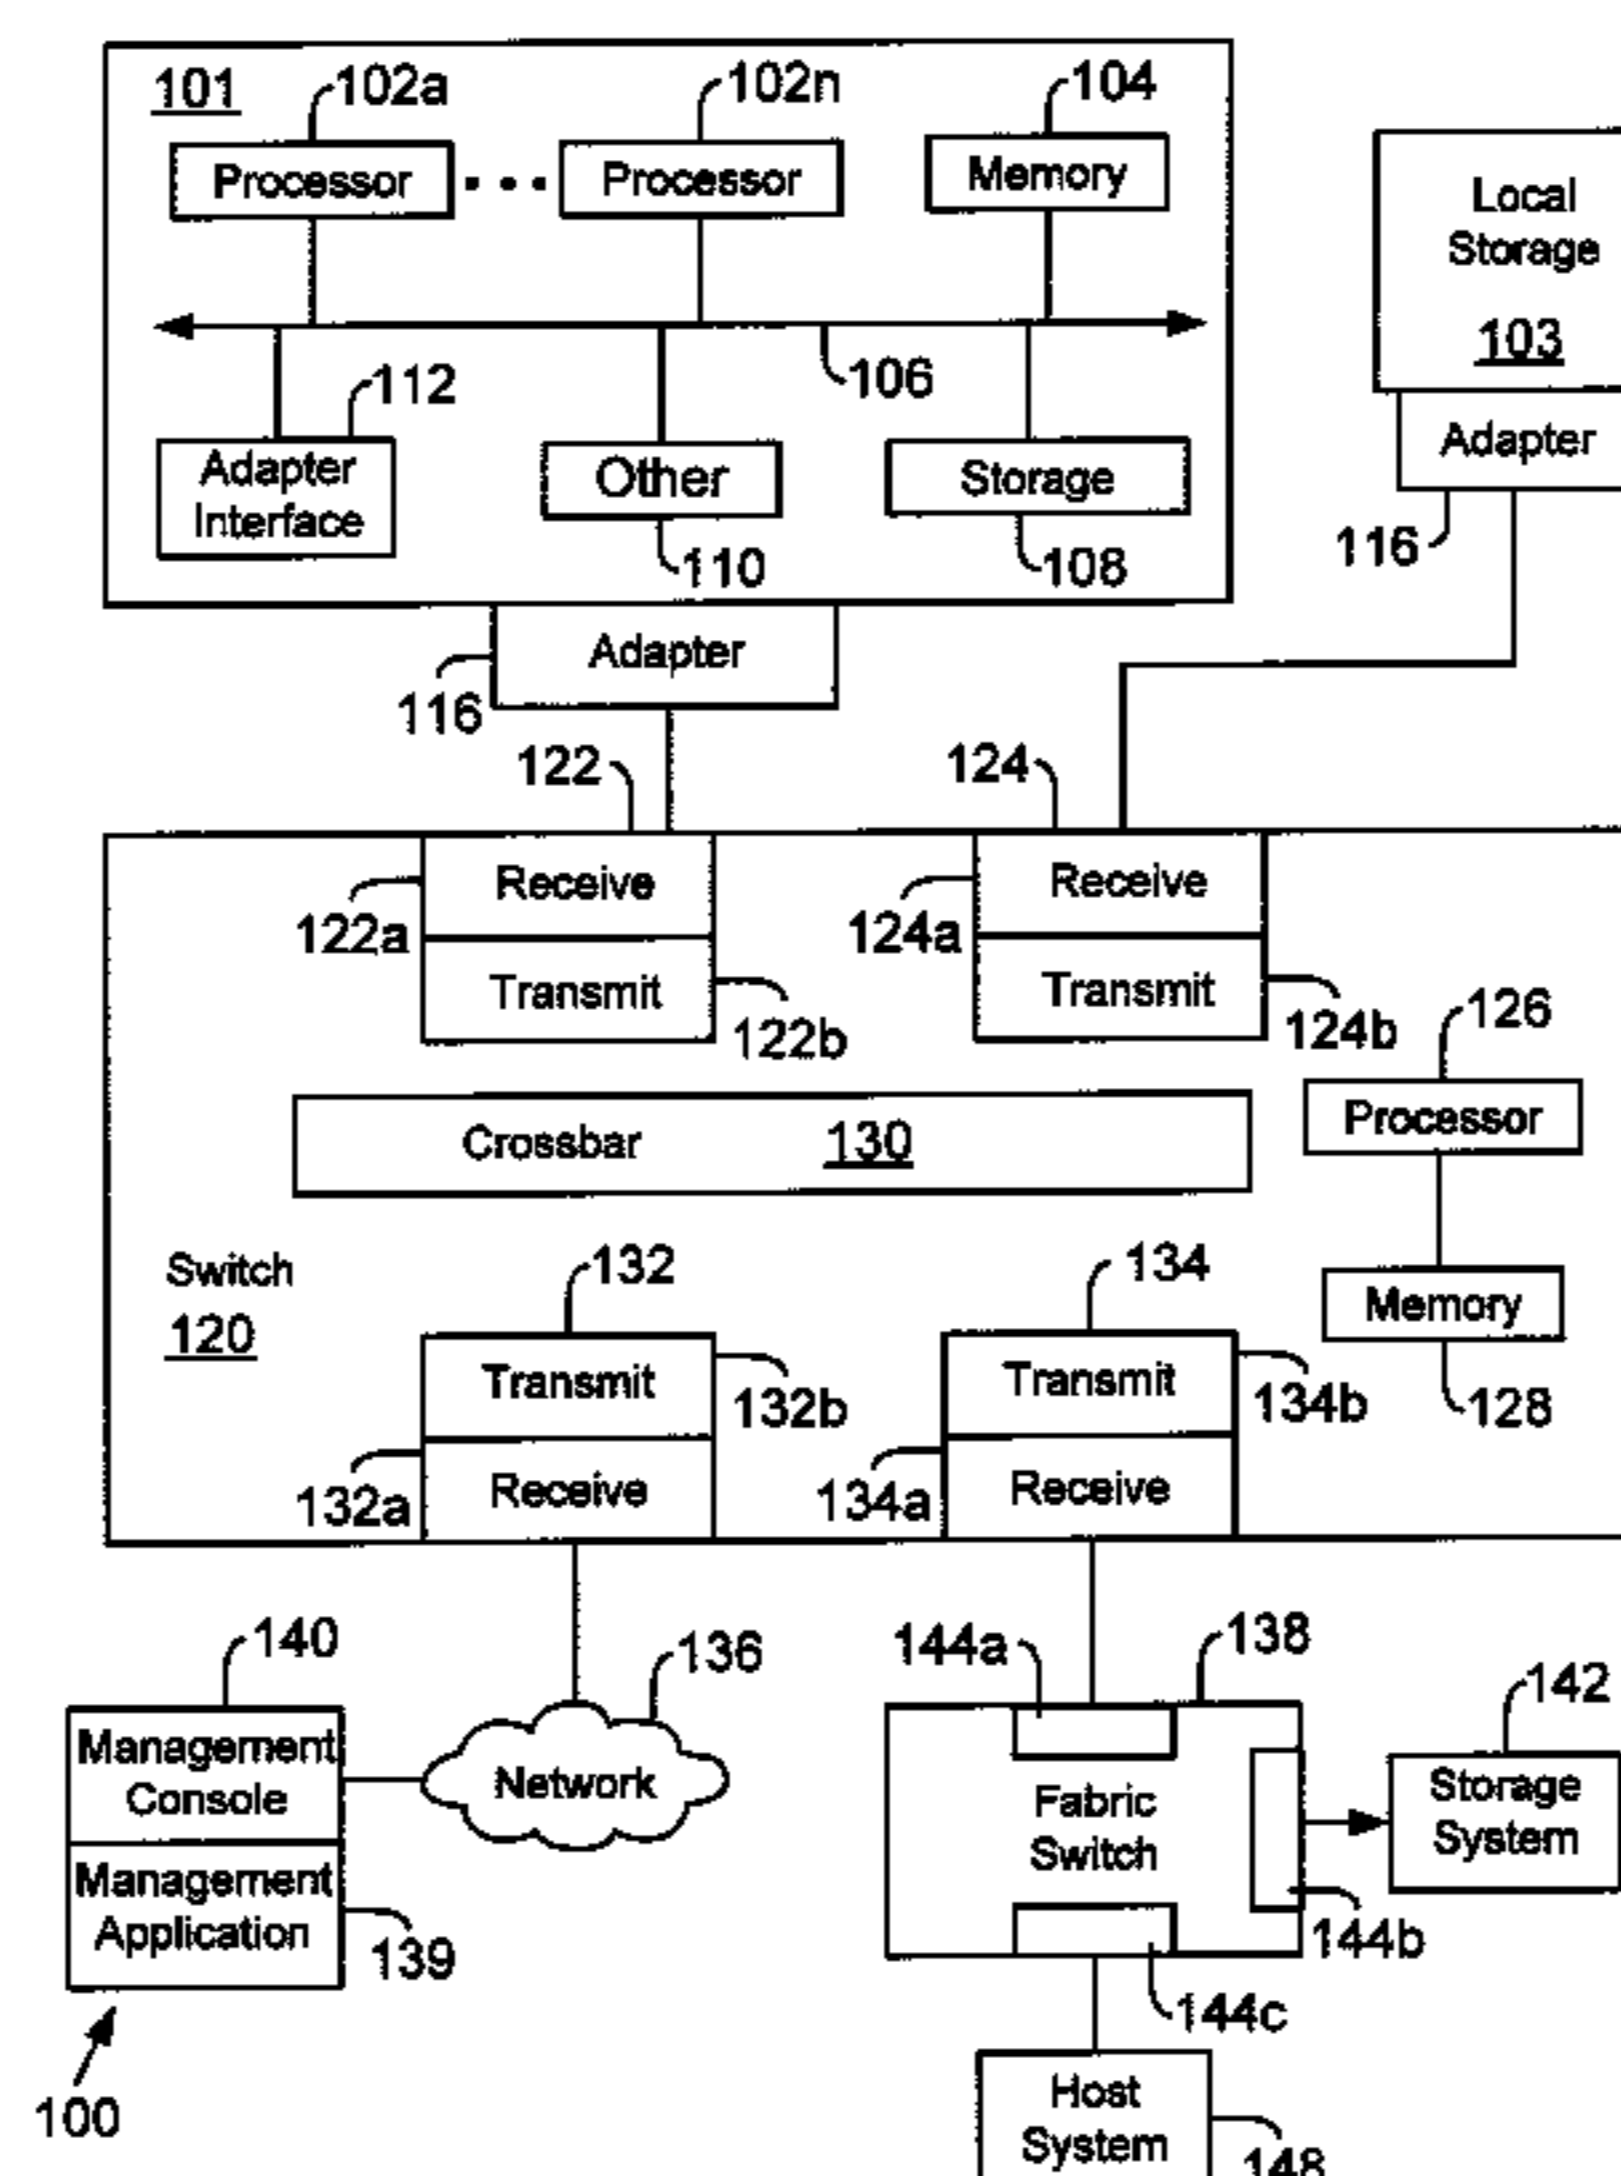 101
102a
102n
104
Processor
Processor
Memory
Local
Storage
103
106
112
Adapter
Interface
Other
Storage
Adapter
110
108
116
Adapter
116
122
124
Receive
Receive
122a
124a
Transmit
Transmit
122b
124b
126
Processor
Crossbar 130
Switch
120
132
134
Memory
Transmit
Transmit
132b
134b
128
Receive
Receive
132a
134a
140
136
144a
138
142
Management
Console
Network
Fabric
Switch
Storage
System
Management
Application
139
144b
144c
100
Host
System
148